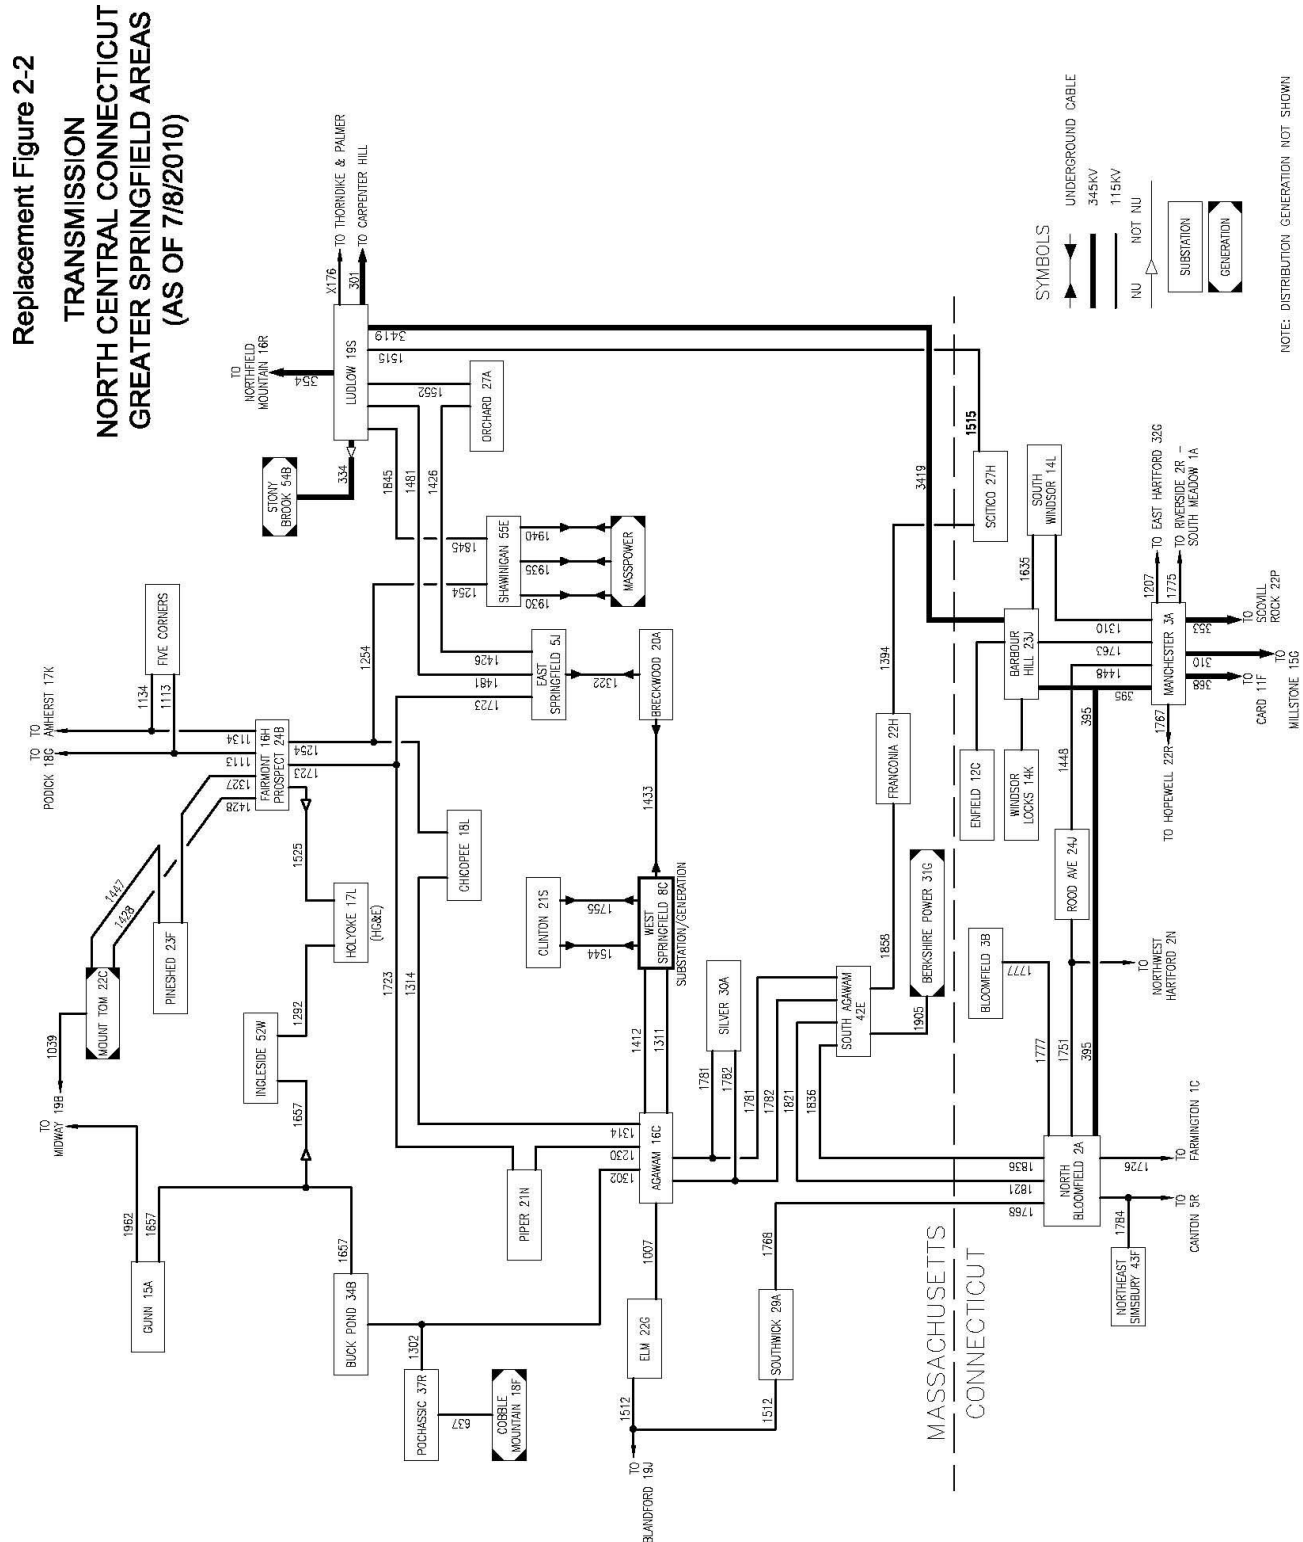 Replacement Figure 2-2
TRANSMISSION
NORTH CENTRAL CONNECTICUT
GREATER SPRINGFIELD AREAS
(AS OF 7/8/2010)
TO THORNDIKE & PALMER
X176
TO CARPENTER HILL
301
LUDLOW 19S
TO
NORTHFIELD
MOUNTAIN 16R
354
STONY
BROOK 54B
334
3419
1515
1552
ORCHARD 27A
1845
1481
1426
SHAWINIGAN 55E
1845
1254
1940
1935
1930
MASSPOWER
FIVE CORNERS
1134
1113
1254
TO
AMHERST 17K
TO
PODICK 18G
FAIRMONT 16H
PROSPECT 24B
1134
1113
1327
1428
1254
1723
1525
EAST
SPRINGFIELD 5J
1426
1481
1723
1322
BRECKWOOD 20A
1433
CHICOPEE 18L
HOLYOKE 17L
(HG&E)
1447
1428
PINESHED 23F
MOUNT TOM 22C
1039
TO
MIDWAY 19B
1292
INGLESIDE 52W
1657
1723
1314
CLINTON 21S
1755
1544
WEST
SPRINGFIELD 8C
SUBSTATION/GENERATION
1412
1311
AGAWAM 16C
1314
1230
1302
PIPER 21N
1962
1657
GUNN 15A
1657
BUCK POND 34B
1302
POCHASSIC 37R
637
COBBLE
MOUNTAIN 18F
1007
ELM 22G
1512
1512
TO
BLANDFORD 19J
SOUTHWICK 29A
1768
SILVER 30A
1781
1782
1781
1782
1821
1836
SOUTH AGAWAM
42E
1905
BERKSHIRE POWER 31G
1858
FRANCONIA 22H
1394
3419
1515
SCITICO 27H
MASSACHUSETTS
CONNECTICUT
SOUTH
WINDSOR 14L
1635
BARBOUR
HILL 23J
ENFIELD 12C
WINDSOR
LOCKS 14K
1310
1763
1448
395
MANCHESTER 3A
1207
TO EAST HARTFORD 32G
1775
TO RIVERSIDE 2R -
SOUTH MEADOW 1A
353
TO
SCOVILL
ROCK 22P
310
TO
MILLSTONE 15G
368
TO
CARD 11F
1767
TO HOPEWELL 22R
395
1448
ROOD AVE 24J
BLOOMFIELD 3B
1777
TO
NORTHWEST
HARTFORD 2N
1777
1751
395
NORTH
BLOOMFIELD 2A
1836
1821
1768
1726
TO
FARMINGTON 1C
1784
TO
CANTON 5R
NORTHEAST
SIMSBURY 43F
SYMBOLS
UNDERGROUND CABLE
345KV
115KV
NU
NOT NU
SUBSTATION
GENERATION
NOTE: DISTRIBUTION GENERATION NOT SHOWN